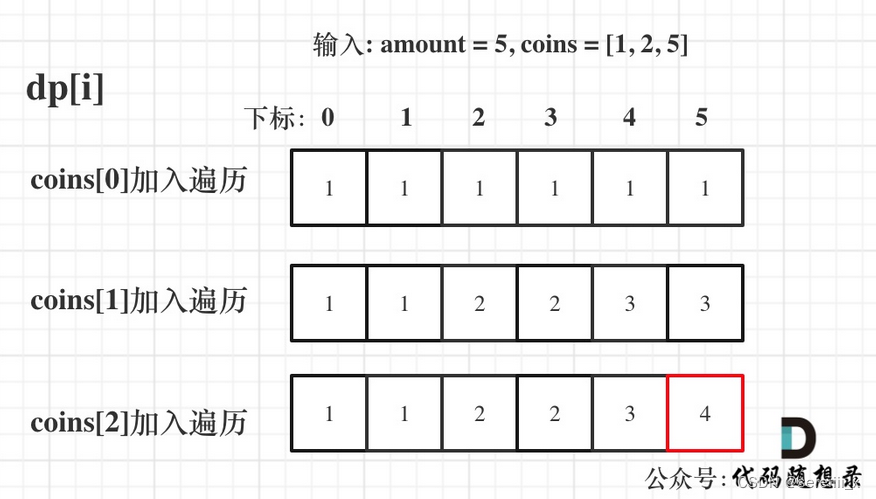 输入: amount = 5, coins = [1, 2, 5]
dp[i]
下标: 0 1 2 3 4 5
coins[0]加入遍历 1 1 1 1 1 1
coins[1]加入遍历 1 1 2 2 3 3
coins[2]加入遍历 1 1 2 2 3 4
公众号:代码随想录